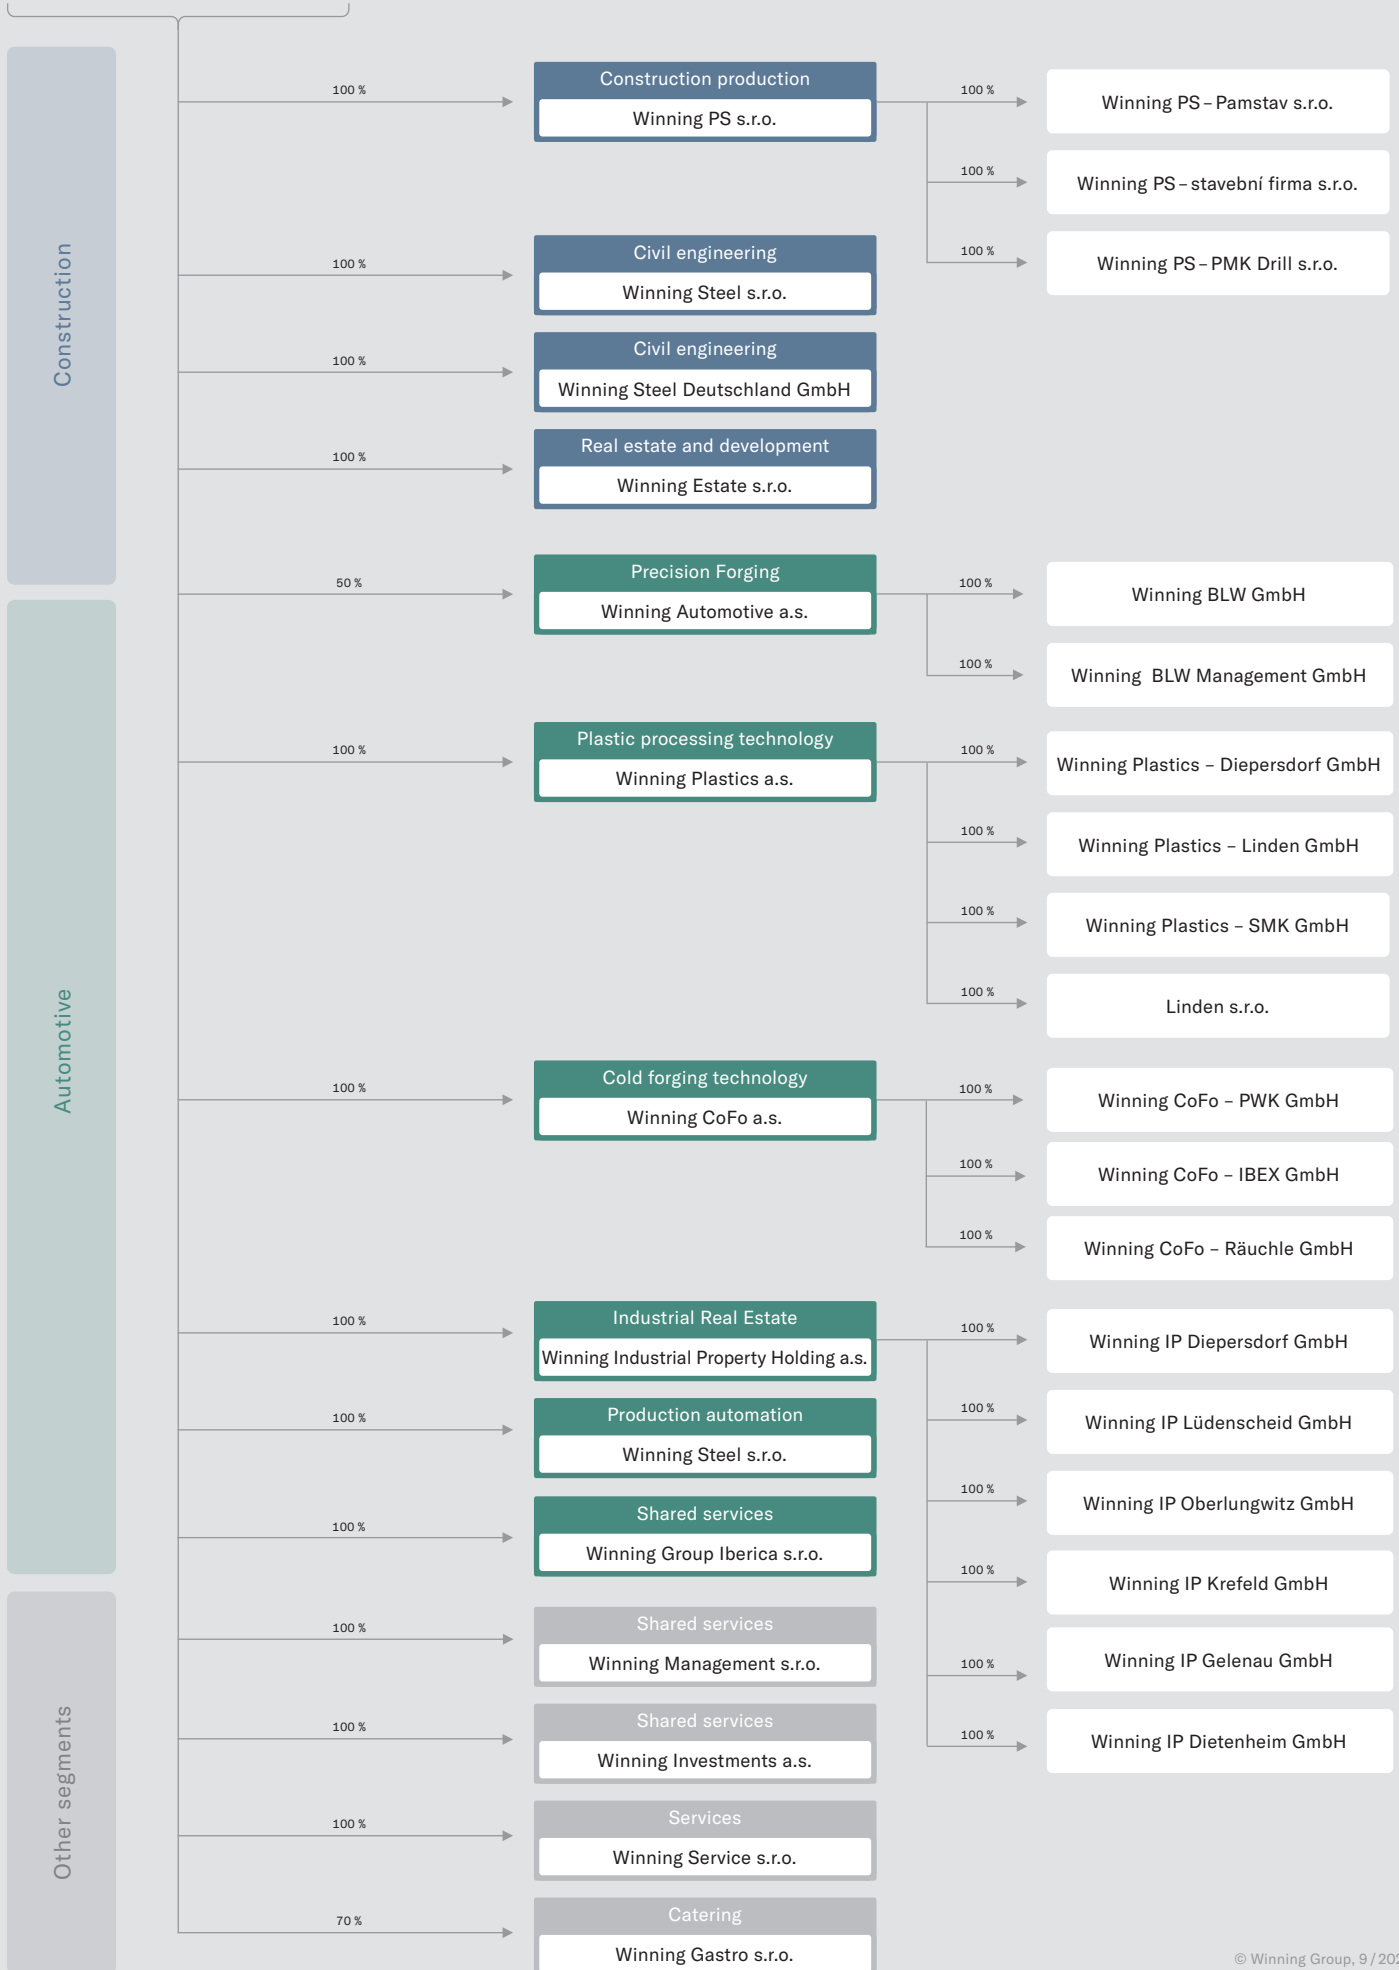 Construction
100 %
Construction production
Winning PS s.r.o.
100 %
Winning PS – Pamstav s.r.o.
100 %
Winning PS – stavební firma s.r.o.
100 %
Winning PS – PMK Drill s.r.o.
100 %
Civil engineering
Winning Steel s.r.o.
100 %
Civil engineering
Winning Steel Deutschland GmbH
100 %
Real estate and development
Winning Estate s.r.o.
Automotive
50 %
Precision Forging
Winning Automotive a.s.
100 %
Winning BLW GmbH
100 %
Winning BLW Management GmbH
100 %
Plastic processing technology
Winning Plastics a.s.
100 %
Winning Plastics – Diepersdorf GmbH
100 %
Winning Plastics – Linden GmbH
100 %
Winning Plastics – SMK GmbH
100 %
Linden s.r.o.
100 %
Cold forging technology
Winning CoFo a.s.
100 %
Winning CoFo – PWK GmbH
100 %
Winning CoFo – IBEX GmbH
100 %
Winning CoFo – Räuchle GmbH
100 %
Industrial Real Estate
Winning Industrial Property Holding a.s.
100 %
Winning IP Diepersdorf GmbH
100 %
Winning IP Lüdenscheid GmbH
100 %
Winning IP Oberlungwitz GmbH
100 %
Winning IP Krefeld GmbH
100 %
Winning IP Gelenau GmbH
100 %
Winning IP Dietenheim GmbH
100 %
Production automation
Winning Steel s.r.o.
100 %
Shared services
Winning Group Iberica s.r.o.
Other segments
100 %
Shared services
Winning Management s.r.o.
100 %
Shared services
Winning Investments a.s.
100 %
Services
Winning Service s.r.o.
70 %
Catering
Winning Gastro s.r.o.
© Winning Group, 9 /